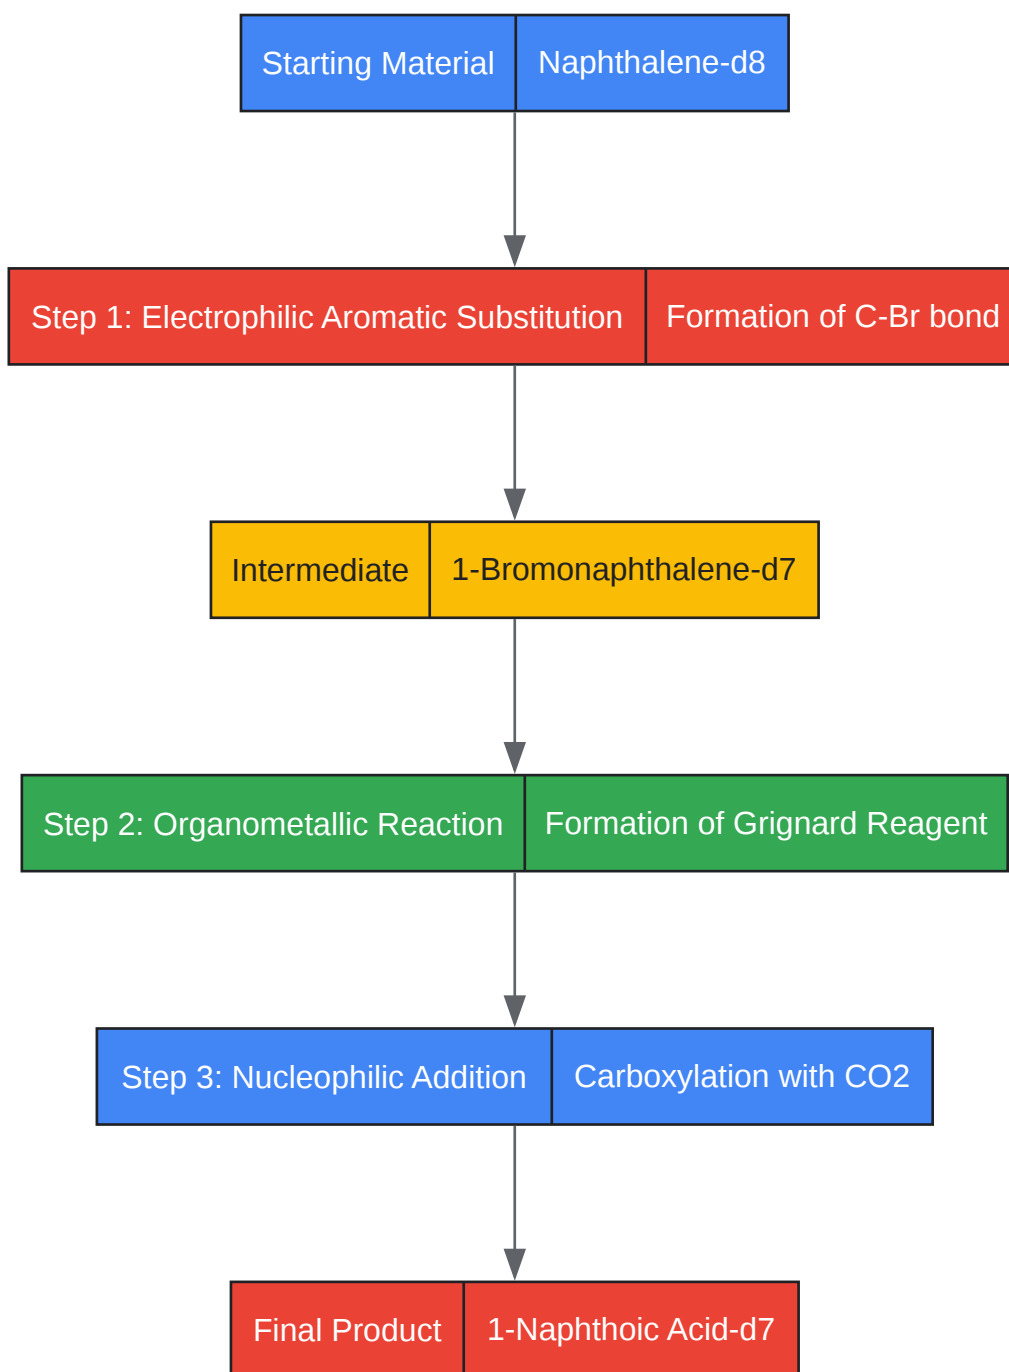 Starting Material Naphthalene-d8
Step 1: Electrophilic Aromatic Substitution Formation of C-Br bond
Intermediate 1-Bromonaphthalene-d7
Step 2: Organometallic Reaction Formation of Grignard Reagent
Step 3: Nucleophilic Addition Carboxylation with CO2
Final Product 1-Naphthoic Acid-d7